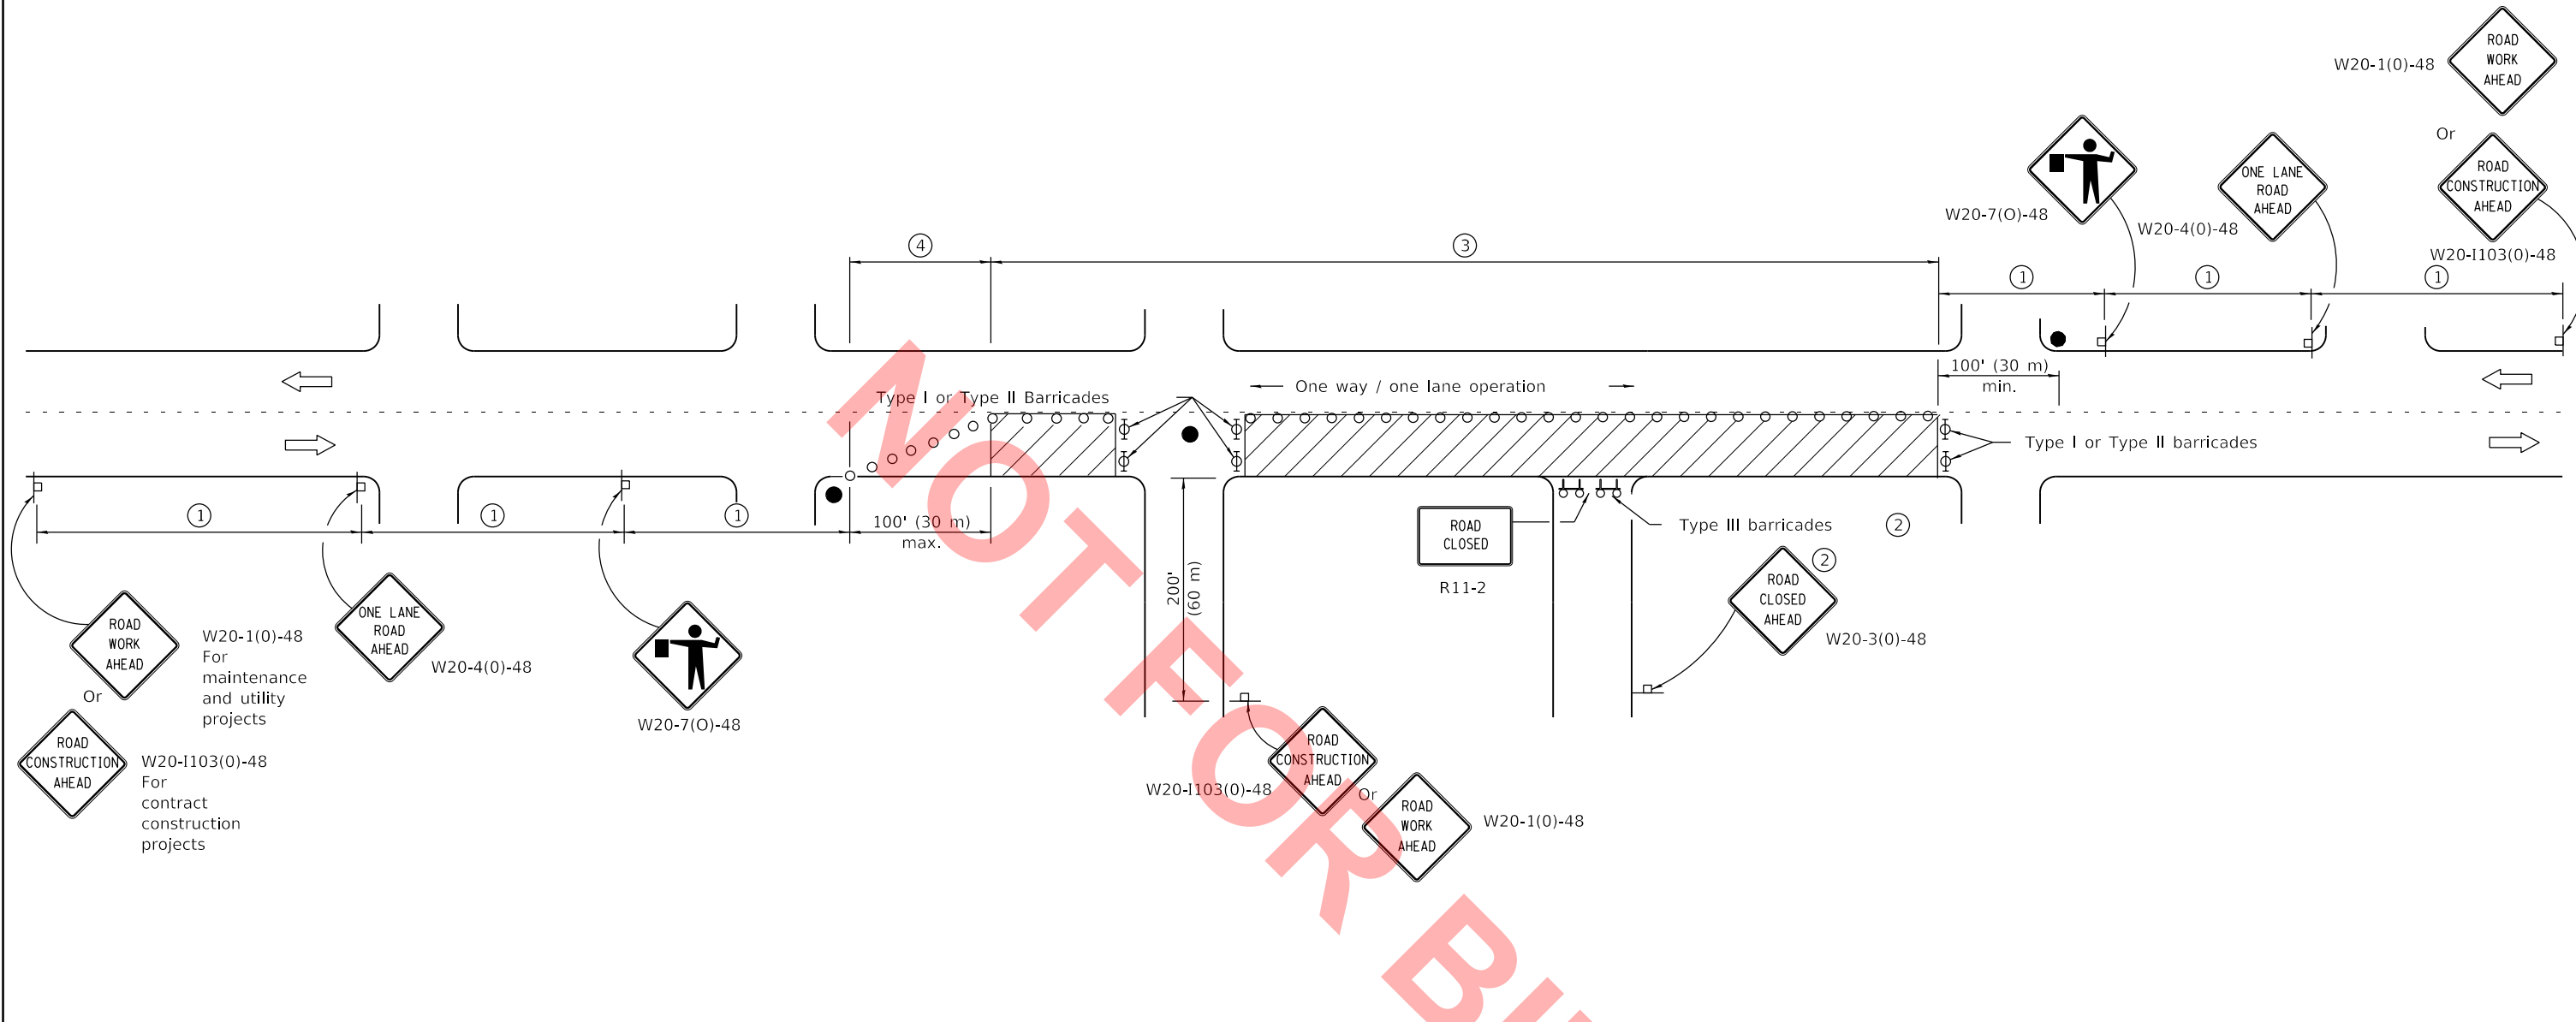 ROAD
WORK
AHEAD
W20-1(0)-48
Or
ROAD
CONSTRUCTION
AHEAD
W20-I103(0)-48
W20-7(O)-48
ONE LANE
ROAD
AHEAD
W20-4(0)-48
4
3
1
1
1
100' (30 m)
min.
Type I or Type II Barricades
One way / one lane operation
Type I or Type II barricades
1
1
1
100' (30 m)
max.
200'
(60 m)
ROAD
CLOSED
R11-2
Type III barricades
2
2
ROAD
CLOSED
AHEAD
W20-3(0)-48
ROAD
WORK
AHEAD
W20-1(0)-48
For
maintenance
and utility
projects
Or
ROAD
CONSTRUCTION
AHEAD
W20-I103(0)-48
For
contract
construction
projects
ONE LANE
ROAD
AHEAD
W20-4(0)-48
W20-7(O)-48
ROAD
CONSTRUCTION
AHEAD
W20-I103(0)-48
Or
ROAD
WORK
AHEAD
W20-1(0)-48
NOT FOR